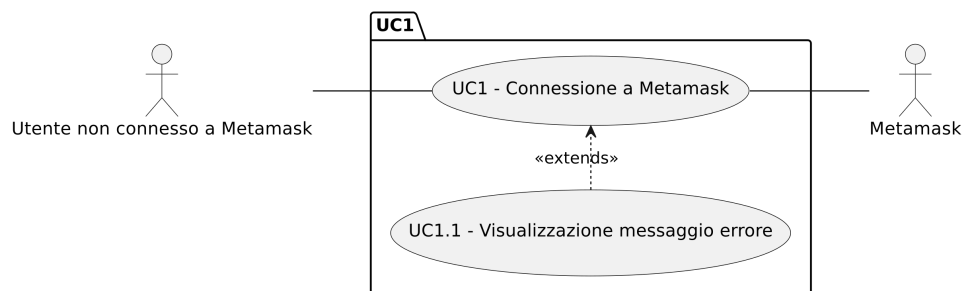 UC1
UC1 - Connessione a Metamask
Utente non connesso a Metamask
Metamask
«extends»
UC1.1 - Visualizzazione messaggio errore